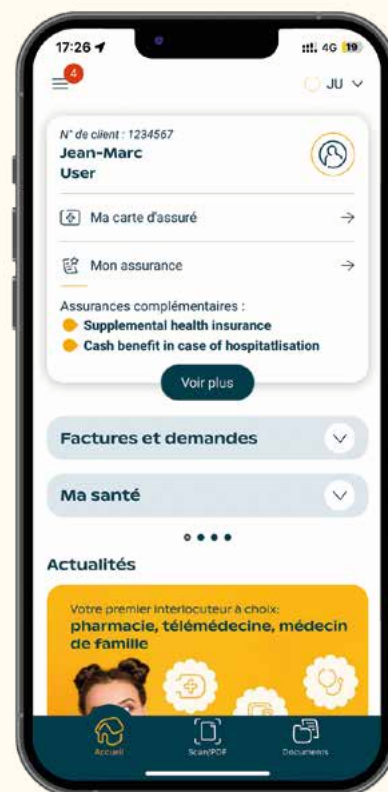 17:26
4G 19
4
JU
N° de client : 1234567
Jean-Marc
User
Ma carte d'assuré
Mon assurance
Assurances complémentaires :
Supplemental health insurance
Cash benefit in case of hospitatlisation
Voir plus
Factures et demandes
Ma santé
Actualités
Votre premier interlocuteur à choix:
pharmacie, télémédecine, médecin
de famille
Accueil
Scan/PDF
Documents